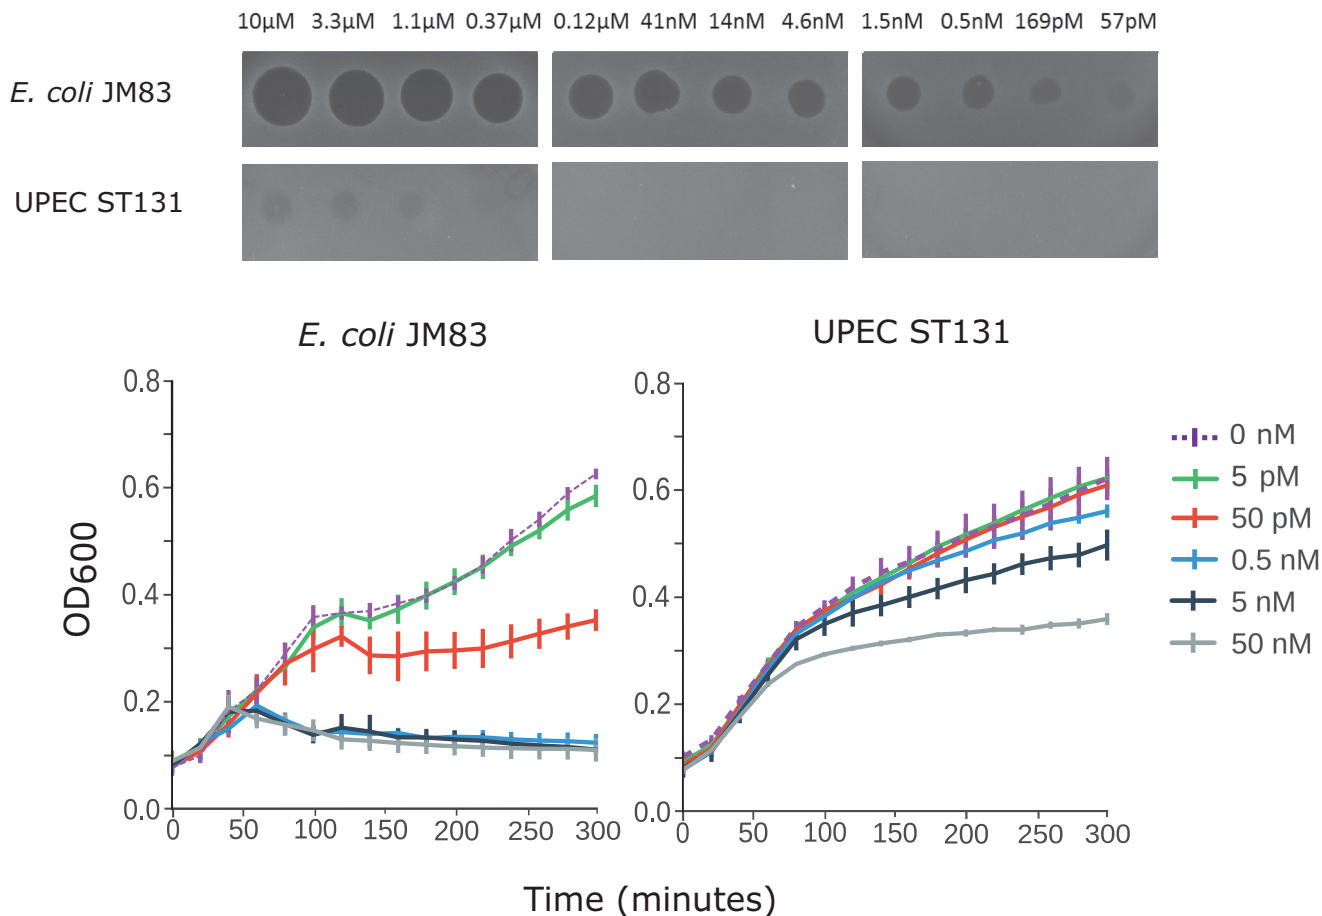 10µM 3.3µM 1.1µM 0.37µM 0.12µM 41nM 14nM 4.6nM 1.5nM 0.5nM 169pM 57pM
E. coli JM83
UPEC ST131
E. coli JM83
UPEC ST131
OD600
0.8
0.6
0.4
0.2
0.0
0 50 100 150 200 250 300
0.8
0.6
0.4
0.2
0.0
0 50 100 150 200 250 300
0 nM
5 pM
50 pM
0.5 nM
5 nM
50 nM
Time (minutes)